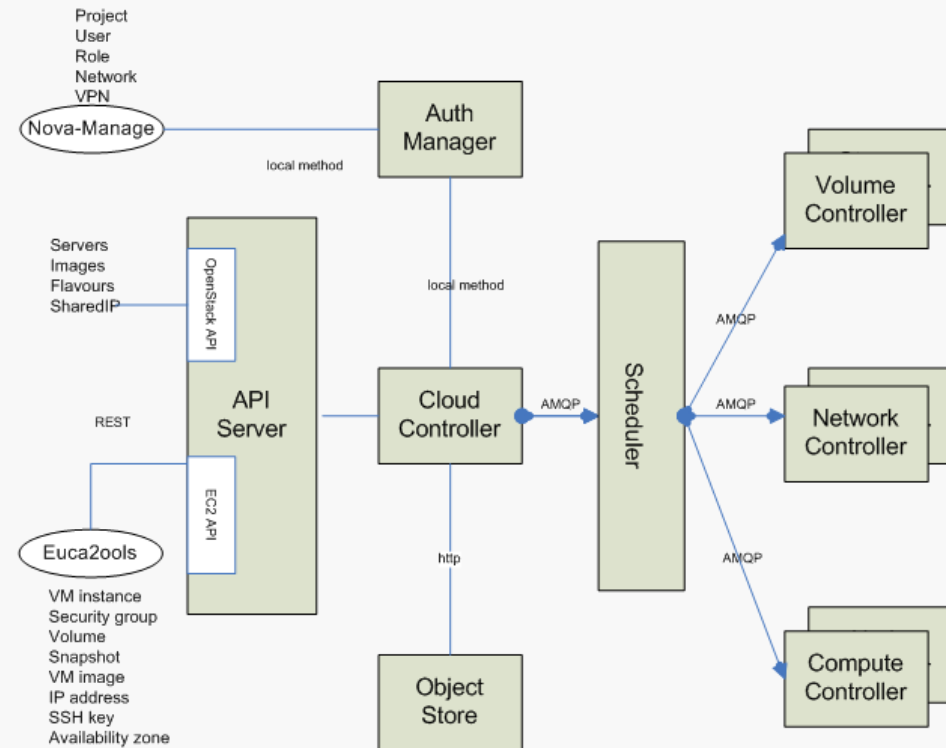 Project
User
Role
Network
VPN
Nova-Manage
Auth
Manager
local method
Servers
Images
Flavours
SharedIP
OpenStack API
local method
REST
API
Server
Cloud
Controller
AMQP
Scheduler
EC2 API
Euca2ools
VM instance
Security group
Volume
Snapshot
VM image
IP address
SSH key
Availability zone
http
Object
Store
AMQP
AMQP
AMQP
Volume
Controller
Network
Controller
Compute
Controller